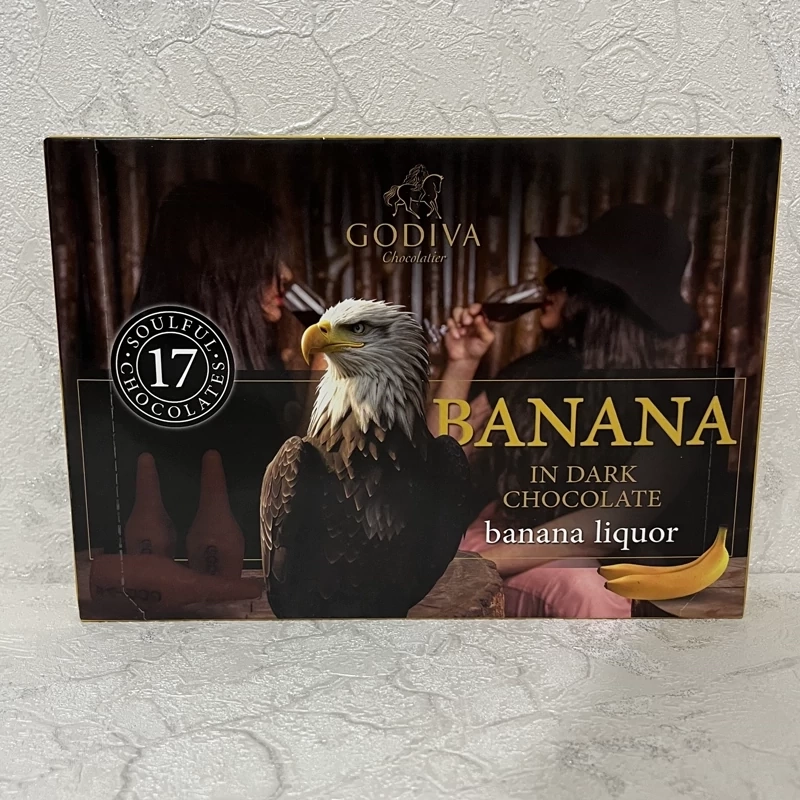 GODIVA
Chocolatier
· SOULFUL ·
17
CHOCOLATES
BANANA
IN DARK
CHOCOLATE
banana liquor